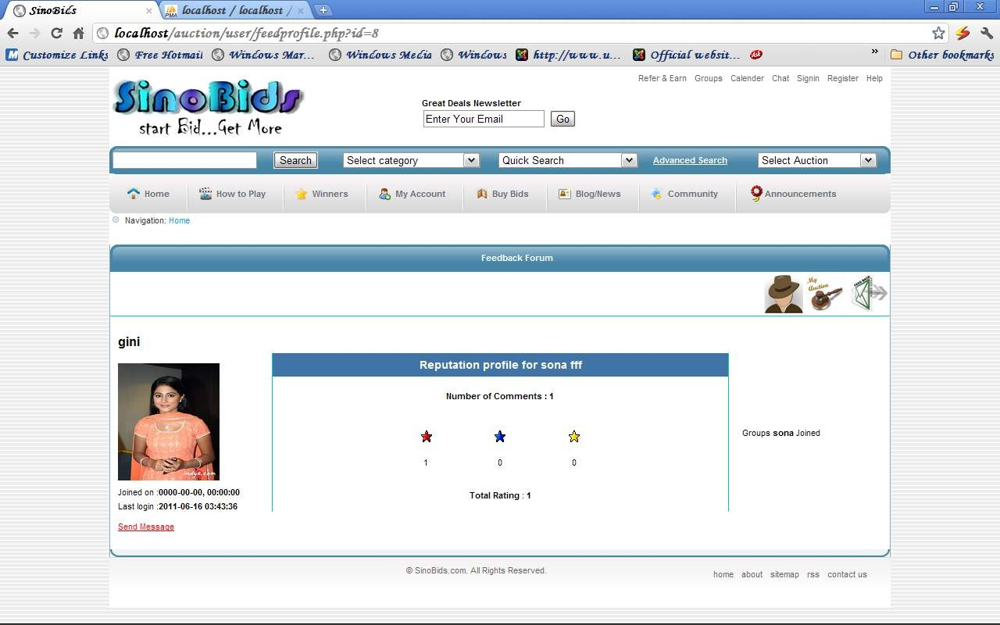 SinoBids
PMA localhost / localhost /
localhost/auction/user/feedprofile.php?id=8
Customize Links Free Hotmail Windows Mar... Windows Media Windows http://www.u... Official websit... Ask » Other bookmarks
Refer & Earn Groups Calender Chat Signin Register Help
SinoBids
start Bid...Get More
Great Deals Newsletter
Enter Your Email Go
Search Select category Quick Search Advanced Search Select Auction
Home How to Play Winners My Account Buy Bids Blog/News Community Announcements
Navigation: Home
Feedback Forum
My
Auction
FEED BACK
gini
Reputation profile for sona fff
Number of Comments : 1
Groups sona Joined
1 0 0
indya.com
Joined on :0000-00-00, 00:00:00
Total Rating : 1
Last login :2011-06-16 03:43:36
Send Message
© SinoBids.com. All Rights Reserved.
home about sitemap rss contact us